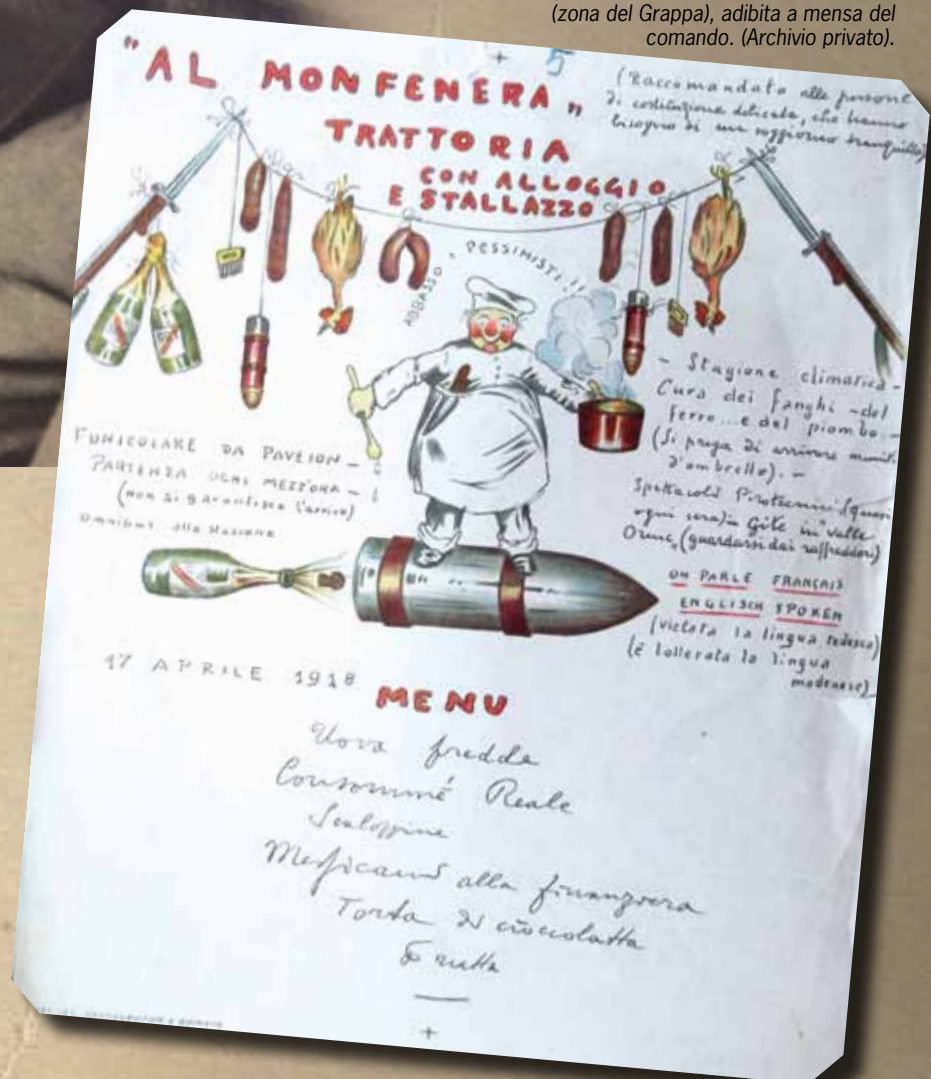 (zona del Grappa), adibita a mensa del
comando. (Archivio privato).
5
"AL MONFENERA"
TRATTORIA
CON ALLOGGIO
E STALLAZZO
(Raccomandato alle persone
di costituzione delicata, che hanno
bisogno di un soggiorno tranquillo)
ABBASSO I PESSIMISTI!!
FUNICOLARE DA PAVEION -
PARTENZA OGNI MEZZ'ORA -
(non si garantisce l'arrivo)
Omnibus alla Stazione
- Stagione climatica -
Cura dei fanghi - del
ferro... e del piombo -
(Si prega di arrivare muniti
d'ombrello). -
Spettacoli Pirotecnici (quasi
ogni sera) - Gite in valle
Ornic (guardarsi dai raffreddori)
ON PARLE FRANÇAIS
ENGLISCH SPOKEN
(vietata la lingua tedesca)
(é tollerata la lingua
modenese)
17 APRILE 1918
MENU
Uova fredde
Consommé Reale
Scaloppine
Messicani alla finanziera
Torta di cioccolatta
Frutta